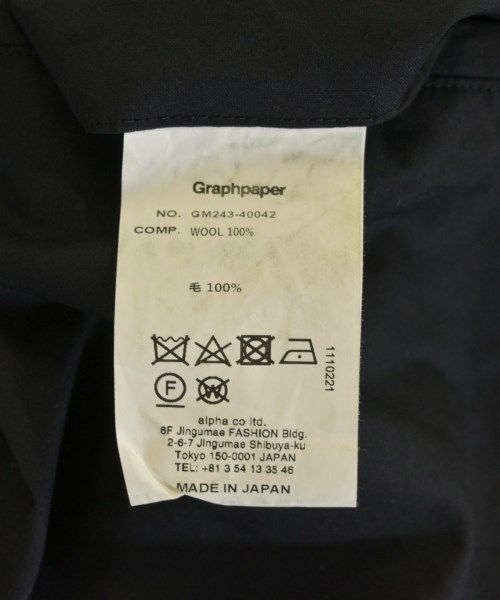 Graphpaper
NO. GM243-40042
COMP. WOOL 100%
毛 100%
1110221
F
W
alpha co ltd.
6F Jingumae FASHION Bldg.
2-6-7 Jingumae Shibuya-ku
Tokyo 150-0001 JAPAN
TEL: +81 3 54 13 35 46
MADE IN JAPAN